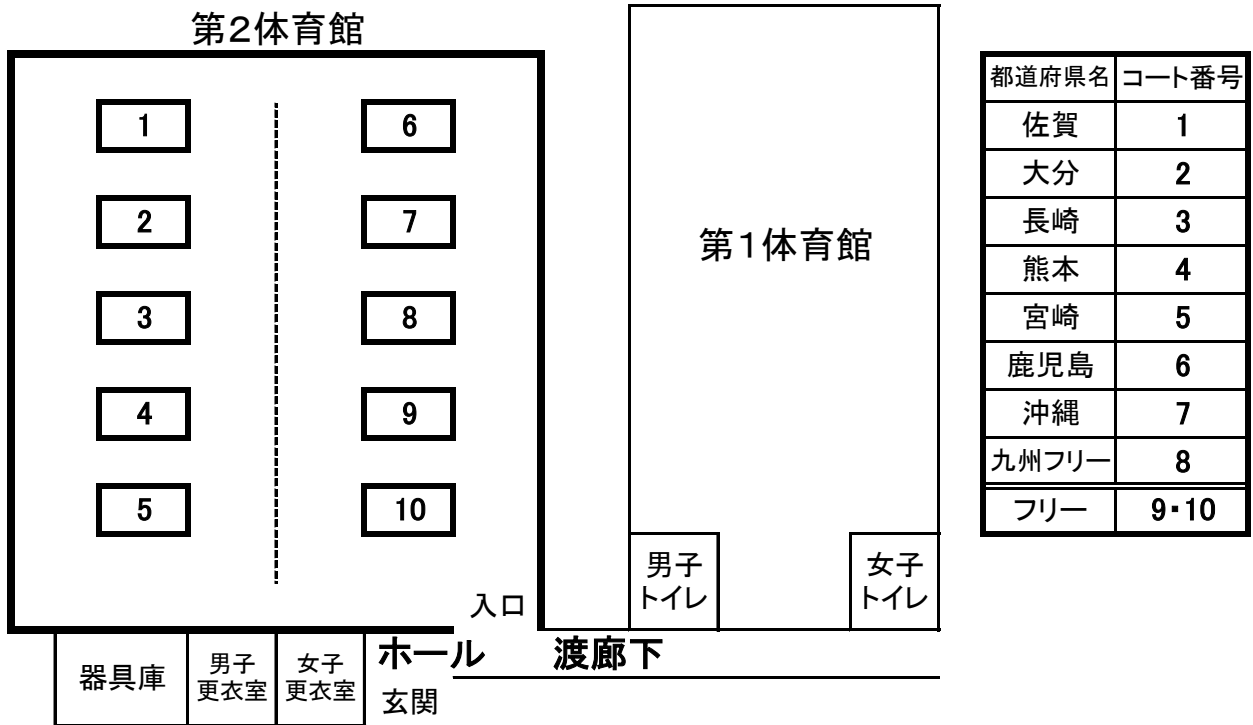 第2体育館
1
6
2
7
3
8
4
9
5
10
入口
器具庫
男子
更衣室
女子
更衣室
ホール
玄関
渡廊下
第1体育館
男子
トイレ
女子
トイレ
都道府県名 コート番号
佐賀 1
大分 2
長崎 3
熊本 4
宮崎 5
鹿児島 6
沖縄 7
九州フリー 8
フリー 9・10